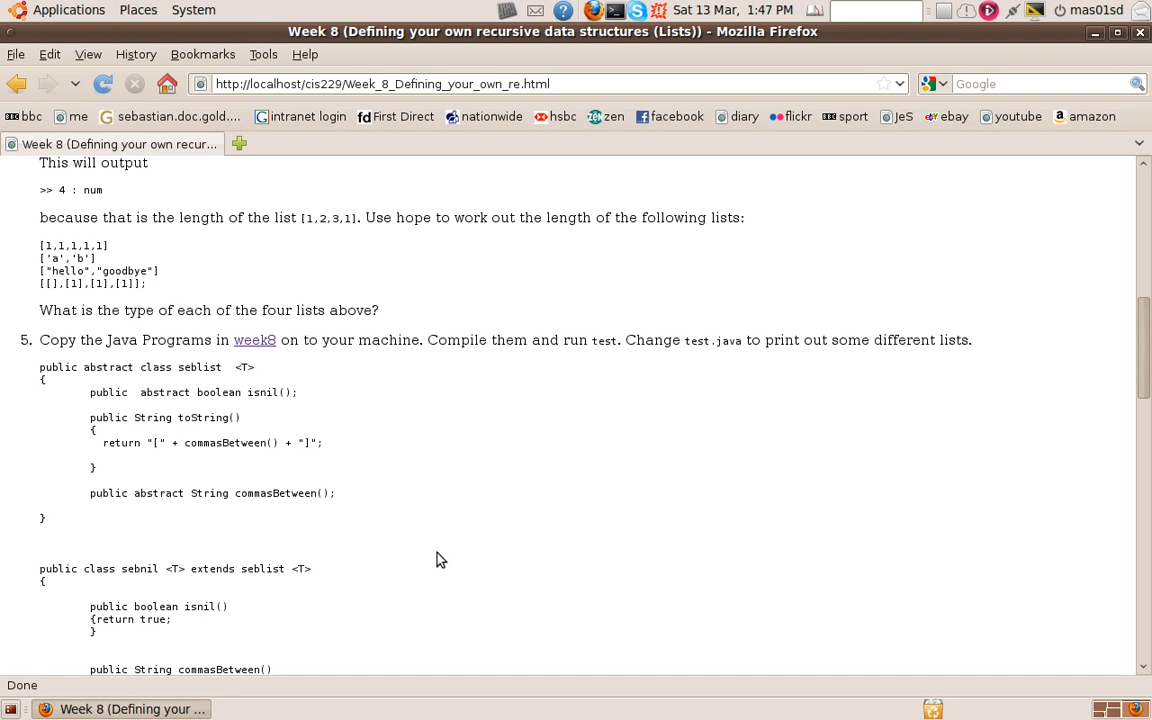 Applications Places System Sat 13 Mar, 1:47 PM mas01sd
Week 8 (Defining your own recursive data structures (Lists)) - Mozilla Firefox
File Edit View History Bookmarks Tools Help
http://localhost/cis229/Week_8_Defining_your_own_re.html Google
bbc me sebastian.doc.gold.... intranet login First Direct nationwide hsbc zen facebook diary flickr sport JeS ebay youtube amazon
Week 8 (Defining your own recur...
This will output
>> 4 : num
because that is the length of the list [1,2,3,1]. Use hope to work out the length of the following lists:
[1,1,1,1,1]
['a','b']
["hello","goodbye"]
[[],[1],[1],[1]];
What is the type of each of the four lists above?
5. Copy the Java Programs in week8 on to your machine. Compile them and run test. Change test.java to print out some different lists.
public abstract class seblist <T>
{
public abstract boolean isnil();
public String toString()
{
return "[" + commasBetween() + "]";
}
public abstract String commasBetween();
}
public class sebnil <T> extends seblist <T>
{
public boolean isnil()
{return true;
}
public String commasBetween()
Done
Week 8 (Defining your ...